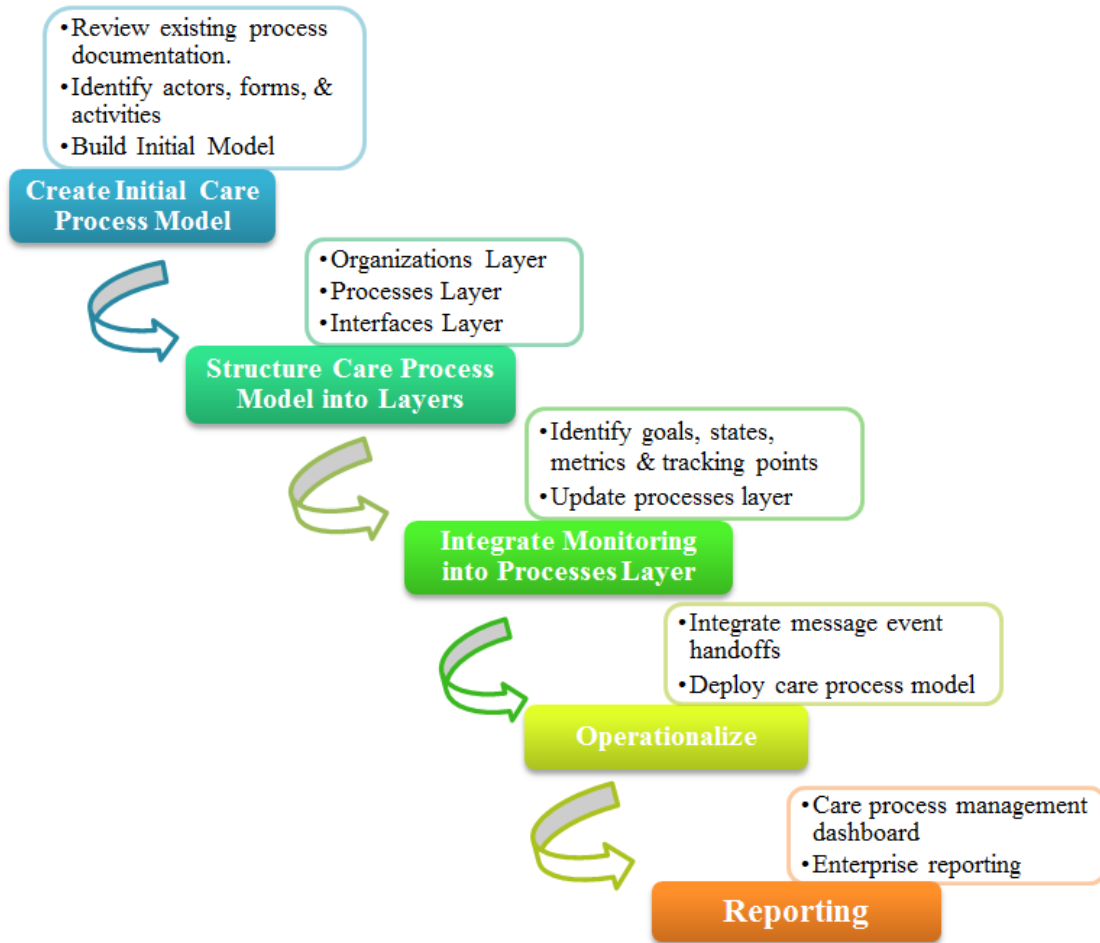 •Review existing process
documentation.
•Identify actors, forms, &
activities
•Build Initial Model
Create Initial Care
Process Model
•Organizations Layer
•Processes Layer
•Interfaces Layer
Structure Care Process
Model into Layers
•Identify goals, states,
metrics & tracking points
•Update processes layer
Integrate Monitoring
into Processes Layer
•Integrate message event
handoffs
•Deploy care process model
Operationalize
•Care process management
dashboard
•Enterprise reporting
Reporting